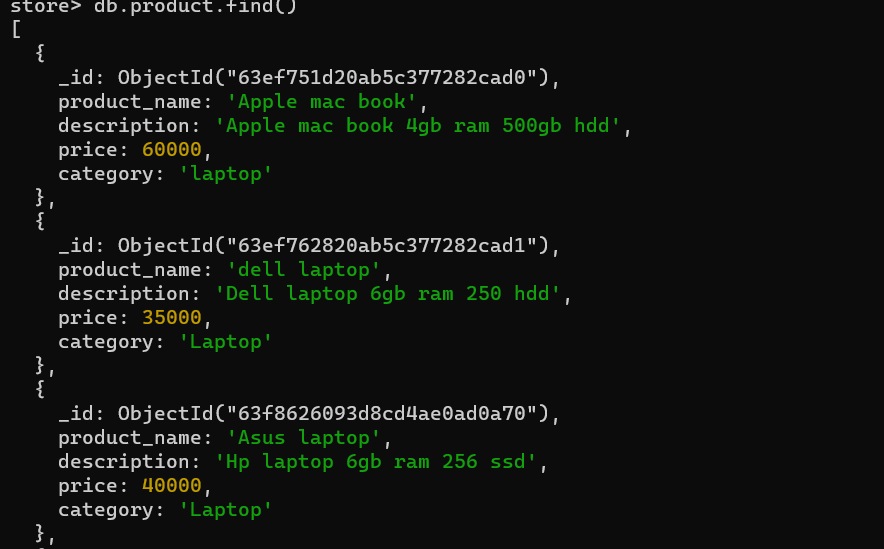 store> db.product.find()
[
  {
    _id: ObjectId("63ef751d20ab5c377282cad0"),
    product_name: 'Apple mac book',
    description: 'Apple mac book 4gb ram 500gb hdd',
    price: 60000,
    category: 'laptop'
  },
  {
    _id: ObjectId("63ef762820ab5c377282cad1"),
    product_name: 'dell laptop',
    description: 'Dell laptop 6gb ram 250 hdd',
    price: 35000,
    category: 'Laptop'
  },
  {
    _id: ObjectId("63f8626093d8cd4ae0ad0a70"),
    product_name: 'Asus laptop',
    description: 'Hp laptop 6gb ram 256 ssd',
    price: 40000,
    category: 'Laptop'
  },